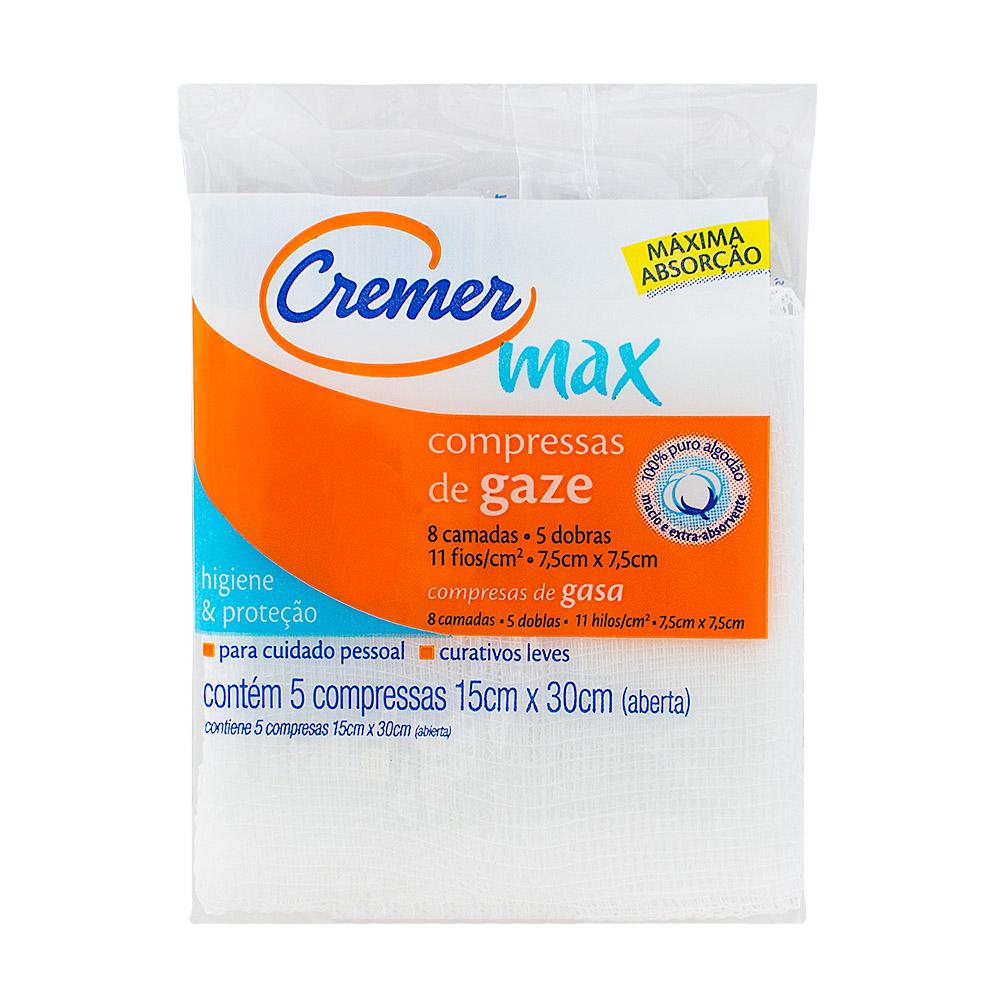 Cremer
max
MÁXIMA
ABSORÇÃO
compressas
de gaze
100% puro algodão
macio e extra-absorvente
8 camadas • 5 dobras
11 fios/cm² • 7,5cm x 7,5cm
compresas de gasa
8 camadas • 5 doblas • 11 hilos/cm² • 7,5cm x 7,5cm
higiene
& proteção
para cuidado pessoal curativos leves
contém 5 compressas 15cm x 30cm (aberta)
contiene 5 compresas 15cm x 30cm (abierta)